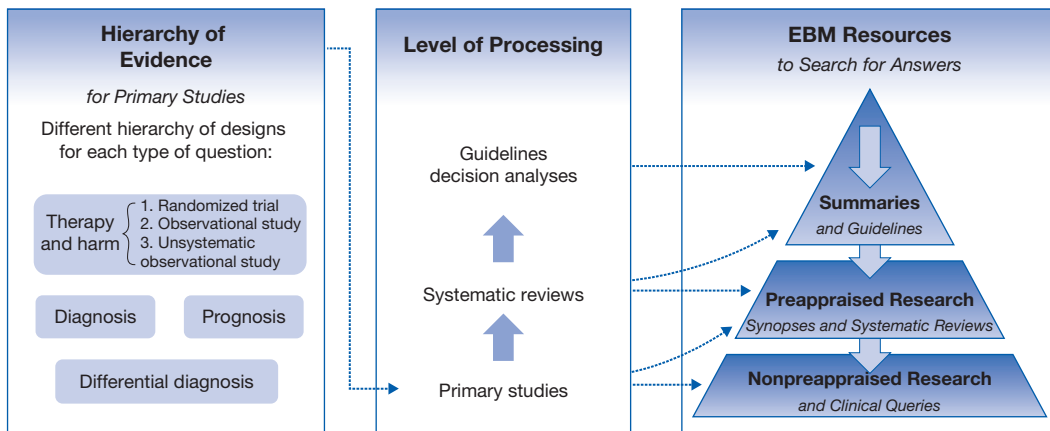 Hierarchy of
Evidence
for Primary Studies
Different hierarchy of designs
for each type of question:
Therapy
and harm
1. Randomized trial
2. Observational study
3. Unsystematic
observational study
Diagnosis
Prognosis
Differential diagnosis
Level of Processing
Guidelines
decision analyses
Systematic reviews
Primary studies
EBM Resources
to Search for Answers
Summaries
and Guidelines
Preappraised Research
Synopses and Systematic Reviews
Nonpreappraised Research
and Clinical Queries